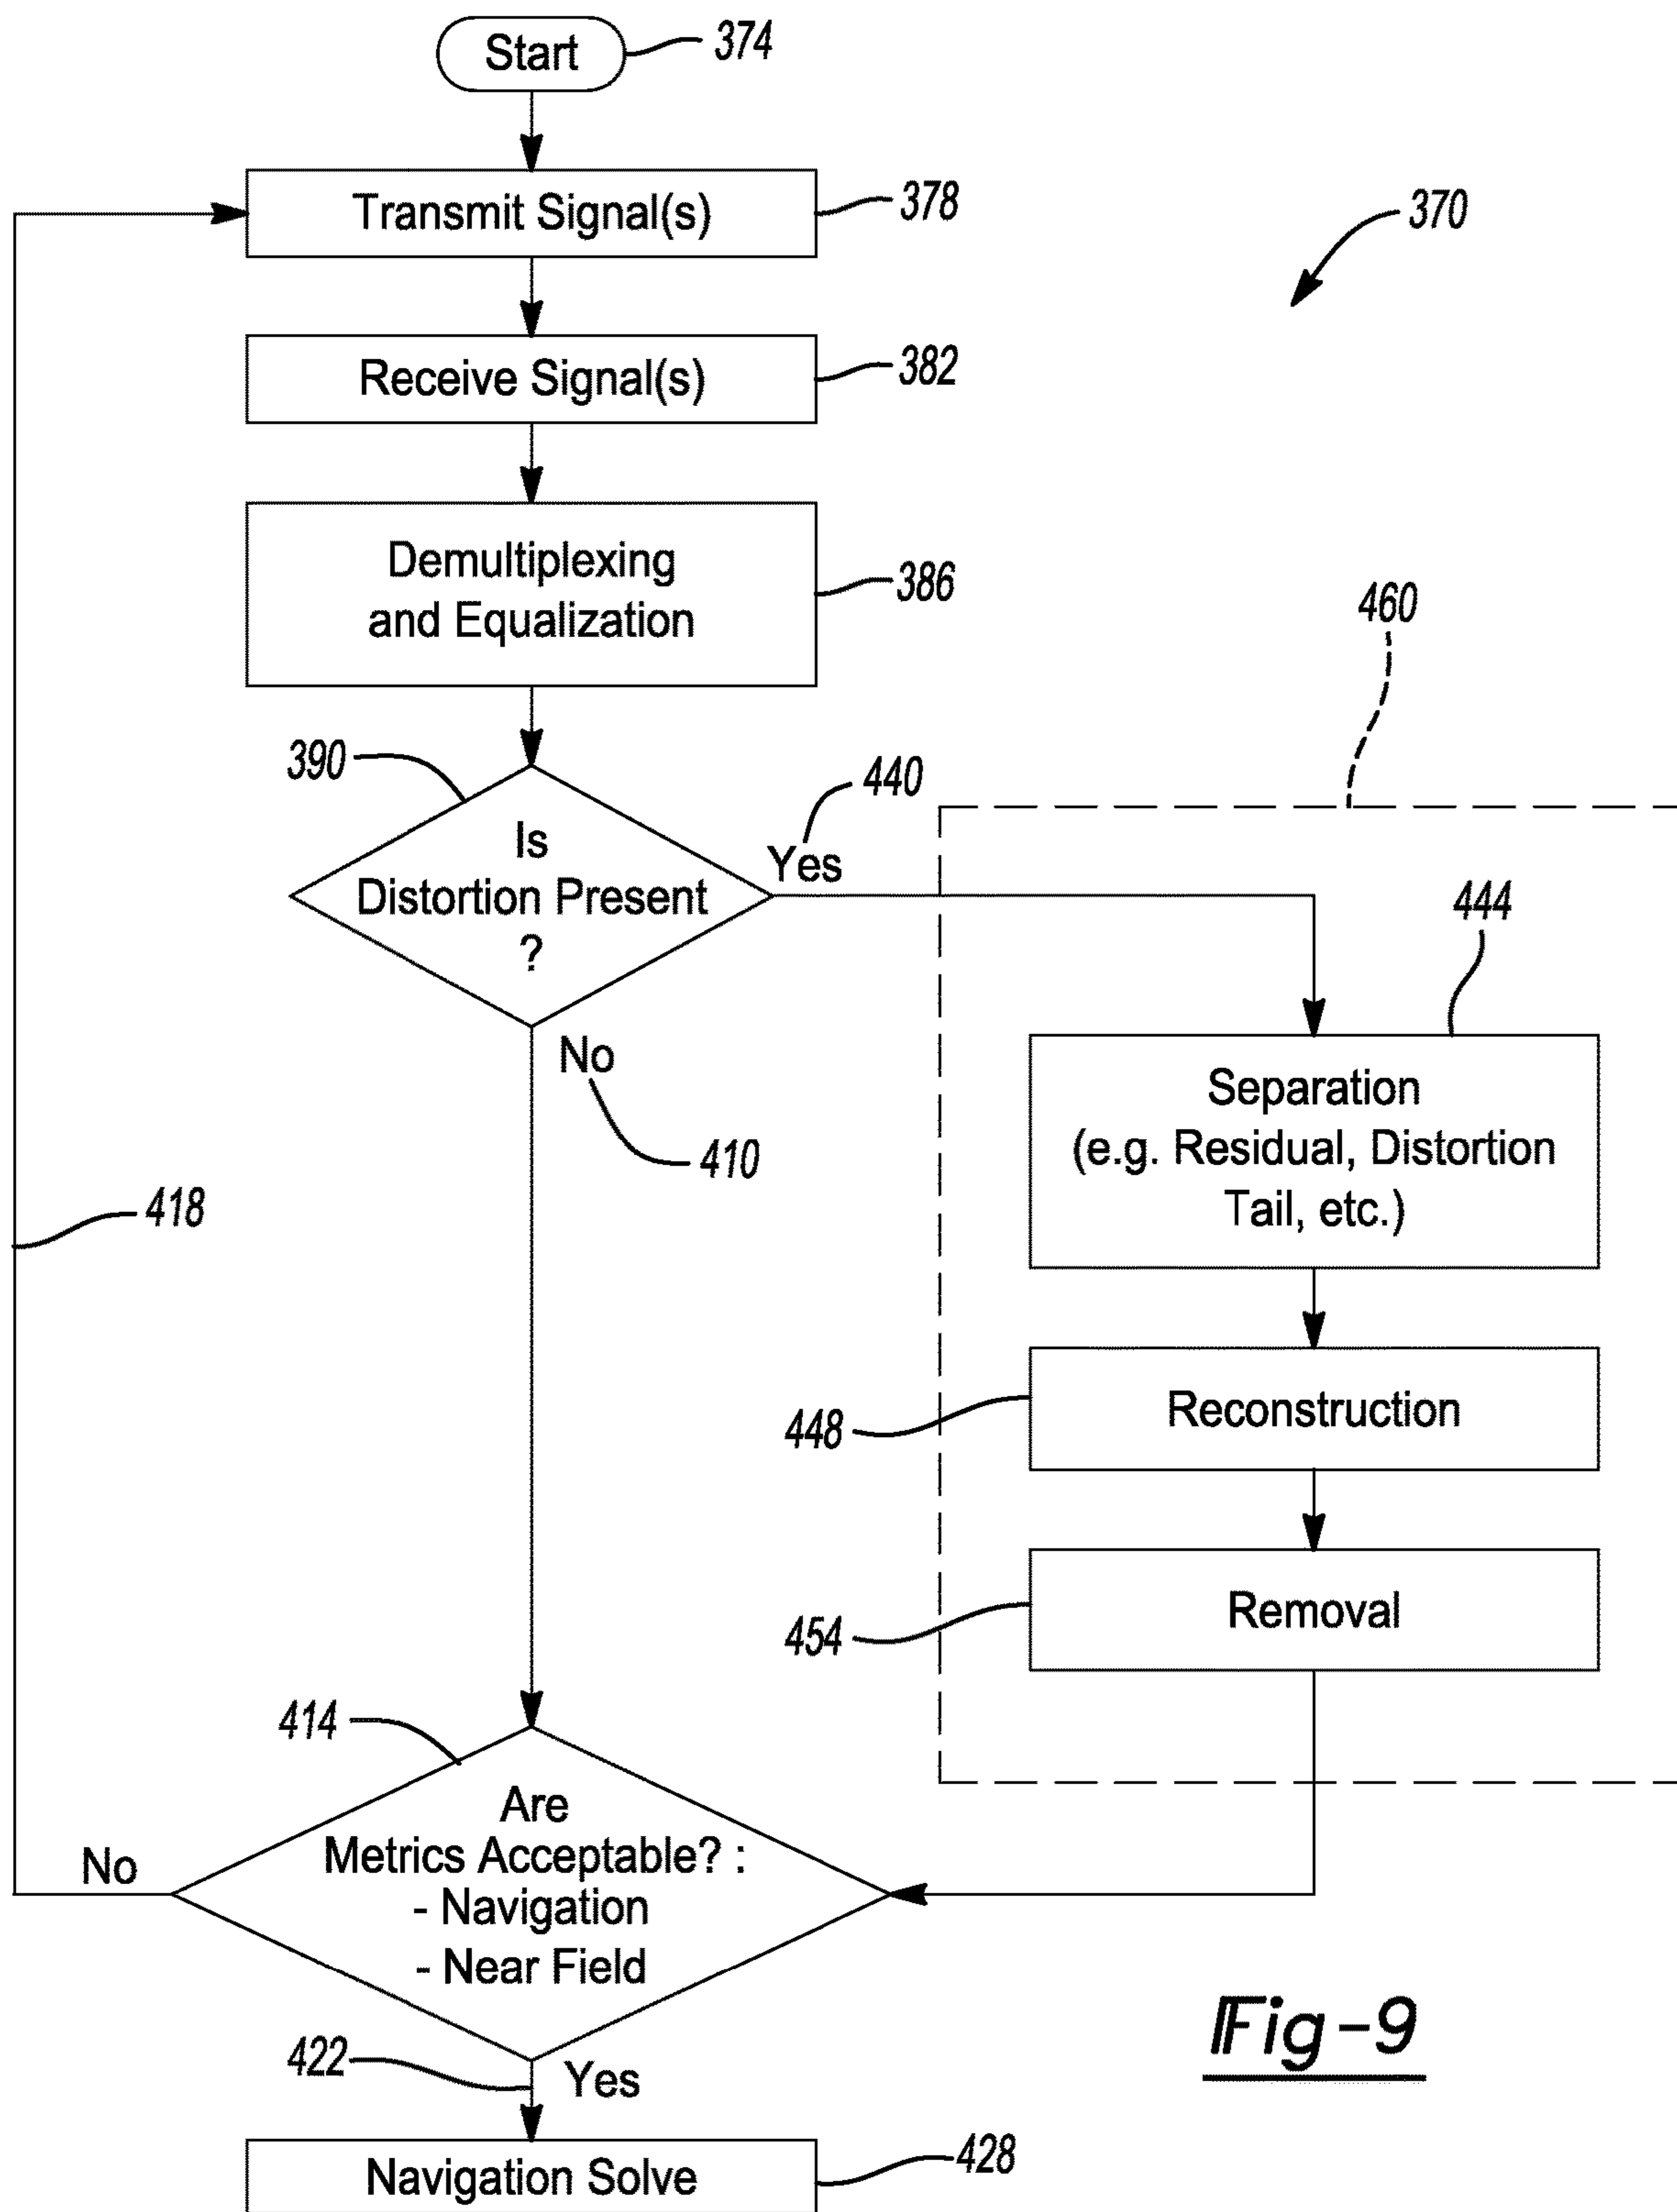 Start
374
Transmit Signal(s)
378
370
Receive Signal(s)
382
Demultiplexing
and Equalization
386
460
390
440
Is
Distortion Present
?
Yes
444
No
410
Separation
(e.g. Residual, Distortion
Tail, etc.)
418
448
Reconstruction
454
Removal
414
Are
Metrics Acceptable? :
- Navigation
- Near Field
No
422
Yes
Fig-9
Navigation Solve
428